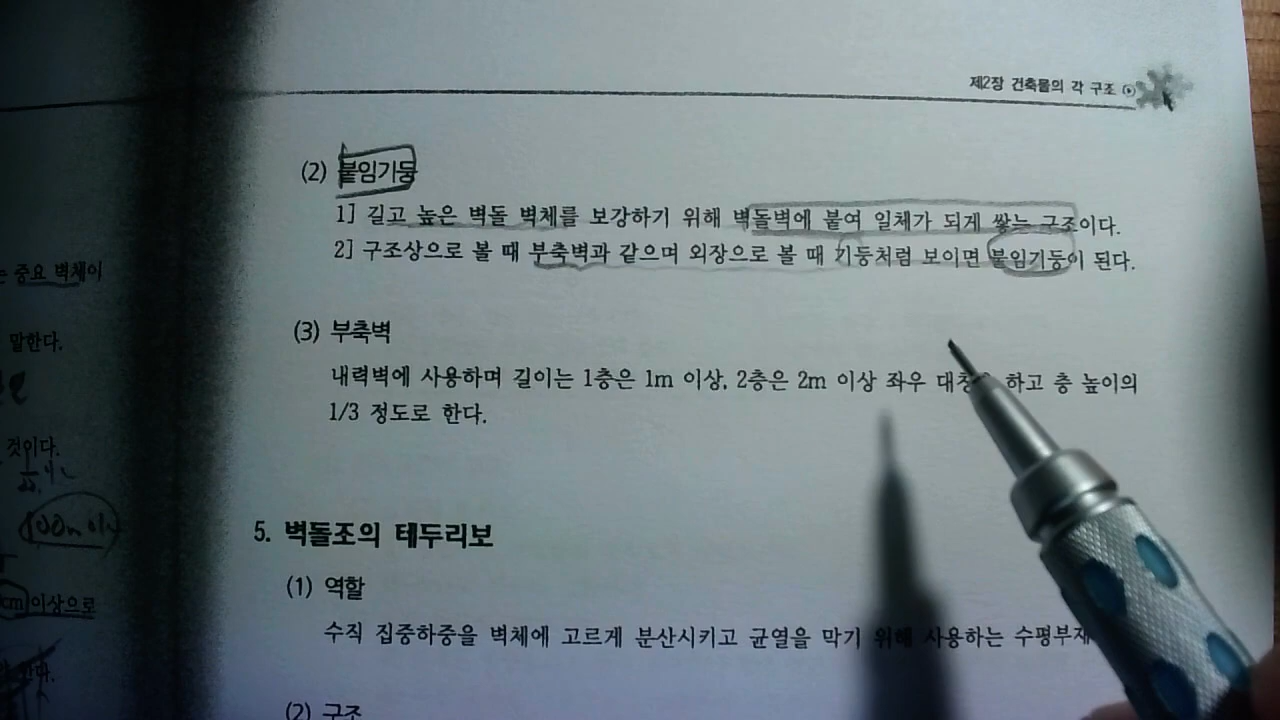 제2장 건축물의 각 구조
(2) 붙임기둥
1] 길고 높은 벽돌 벽체를 보강하기 위해 벽돌벽에 붙여 일체가 되게 쌓는 구조이다.
2] 구조상으로 볼 때 부축벽과 같으며 외장으로 볼 때 기둥처럼 보이면 붙임기둥이 된다.
(3) 부축벽
내력벽에 사용하며 길이는 1층은 1m 이상, 2층은 2m 이상 좌우 하고 층 높이의
1/3 정도로 한다.
5. 벽돌조의 테두리보
(1) 역할
수직 집중하중을 벽체에 고르게 분산시키고 균열을 막기 위해 사용하는 수평부재
(2) 구조
는 중요 벽체이
말한다.
것이다.
cm 이상으로